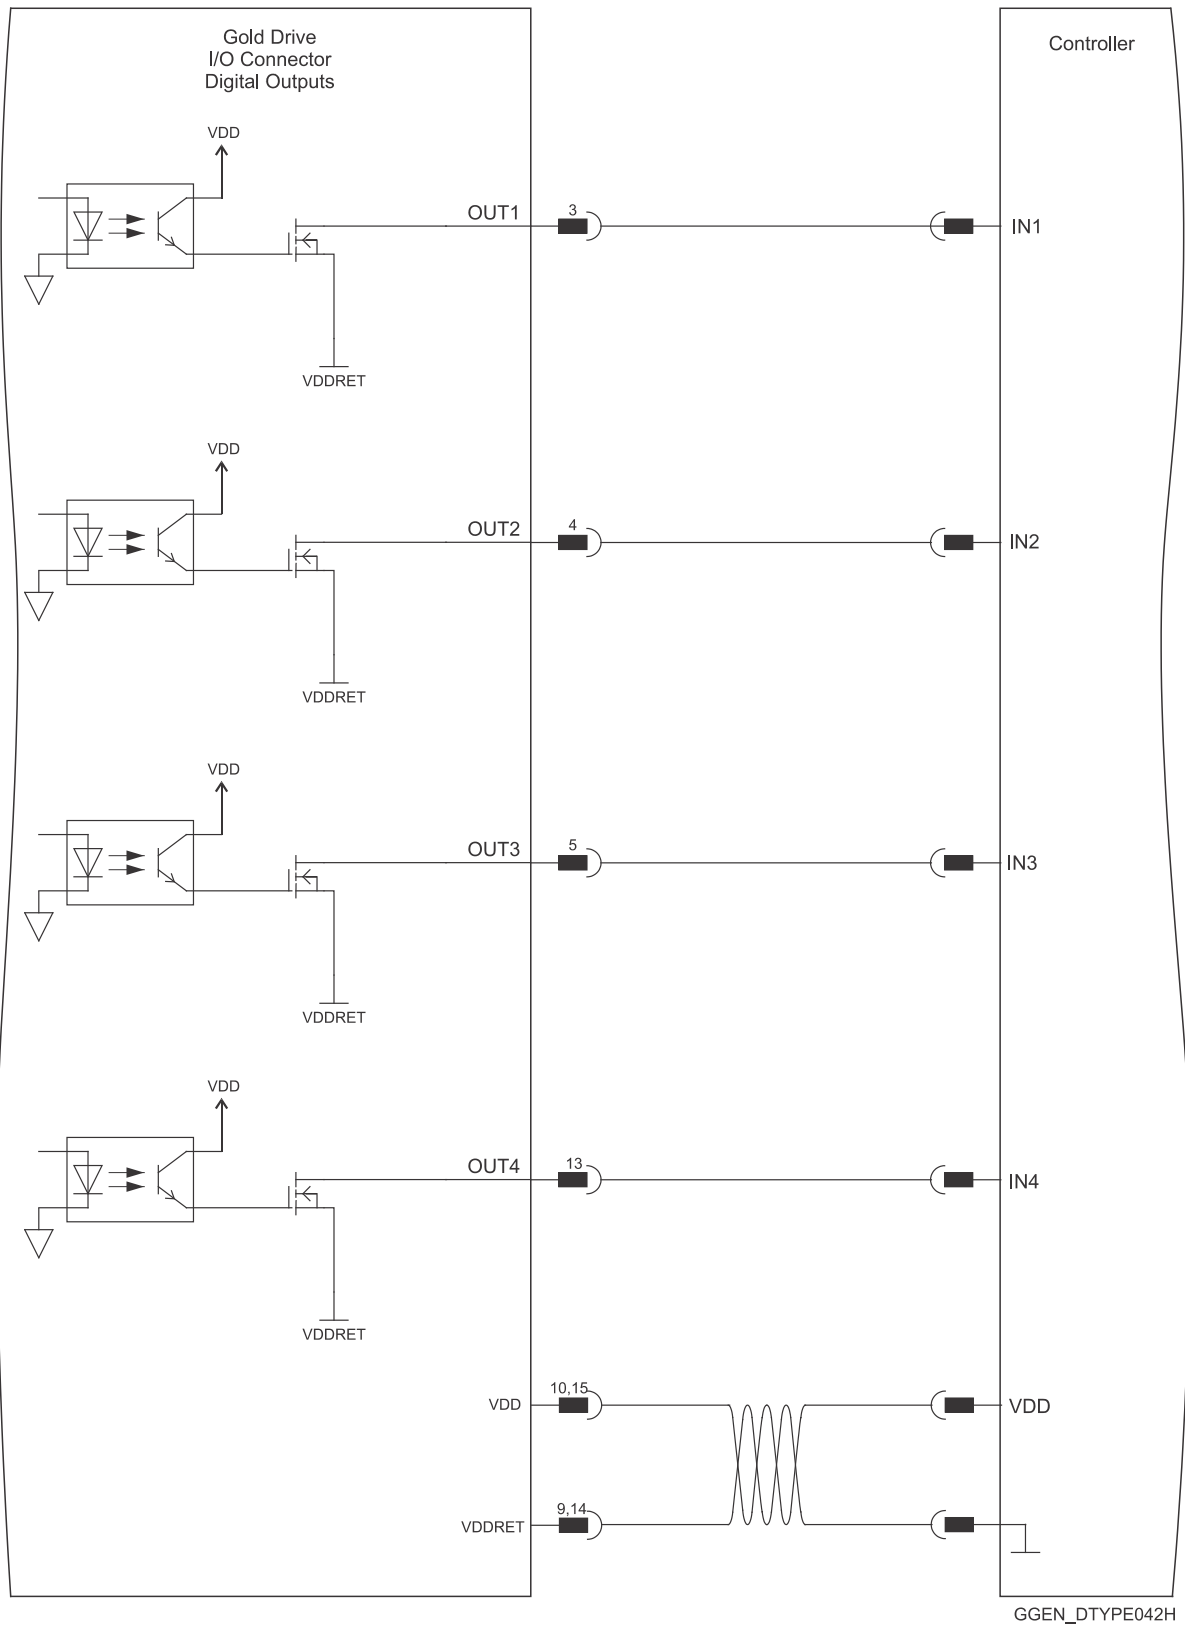 Gold Drive
I/O Connector
Digital Outputs
Controller
VDD
OUT1
3
IN1
VDDRET
VDD
OUT2
4
IN2
VDDRET
VDD
OUT3
5
IN3
VDDRET
VDD
OUT4
13
IN4
VDDRET
VDD
10,15
VDD
VDDRET
9,14
GGEN_DTYPE042H